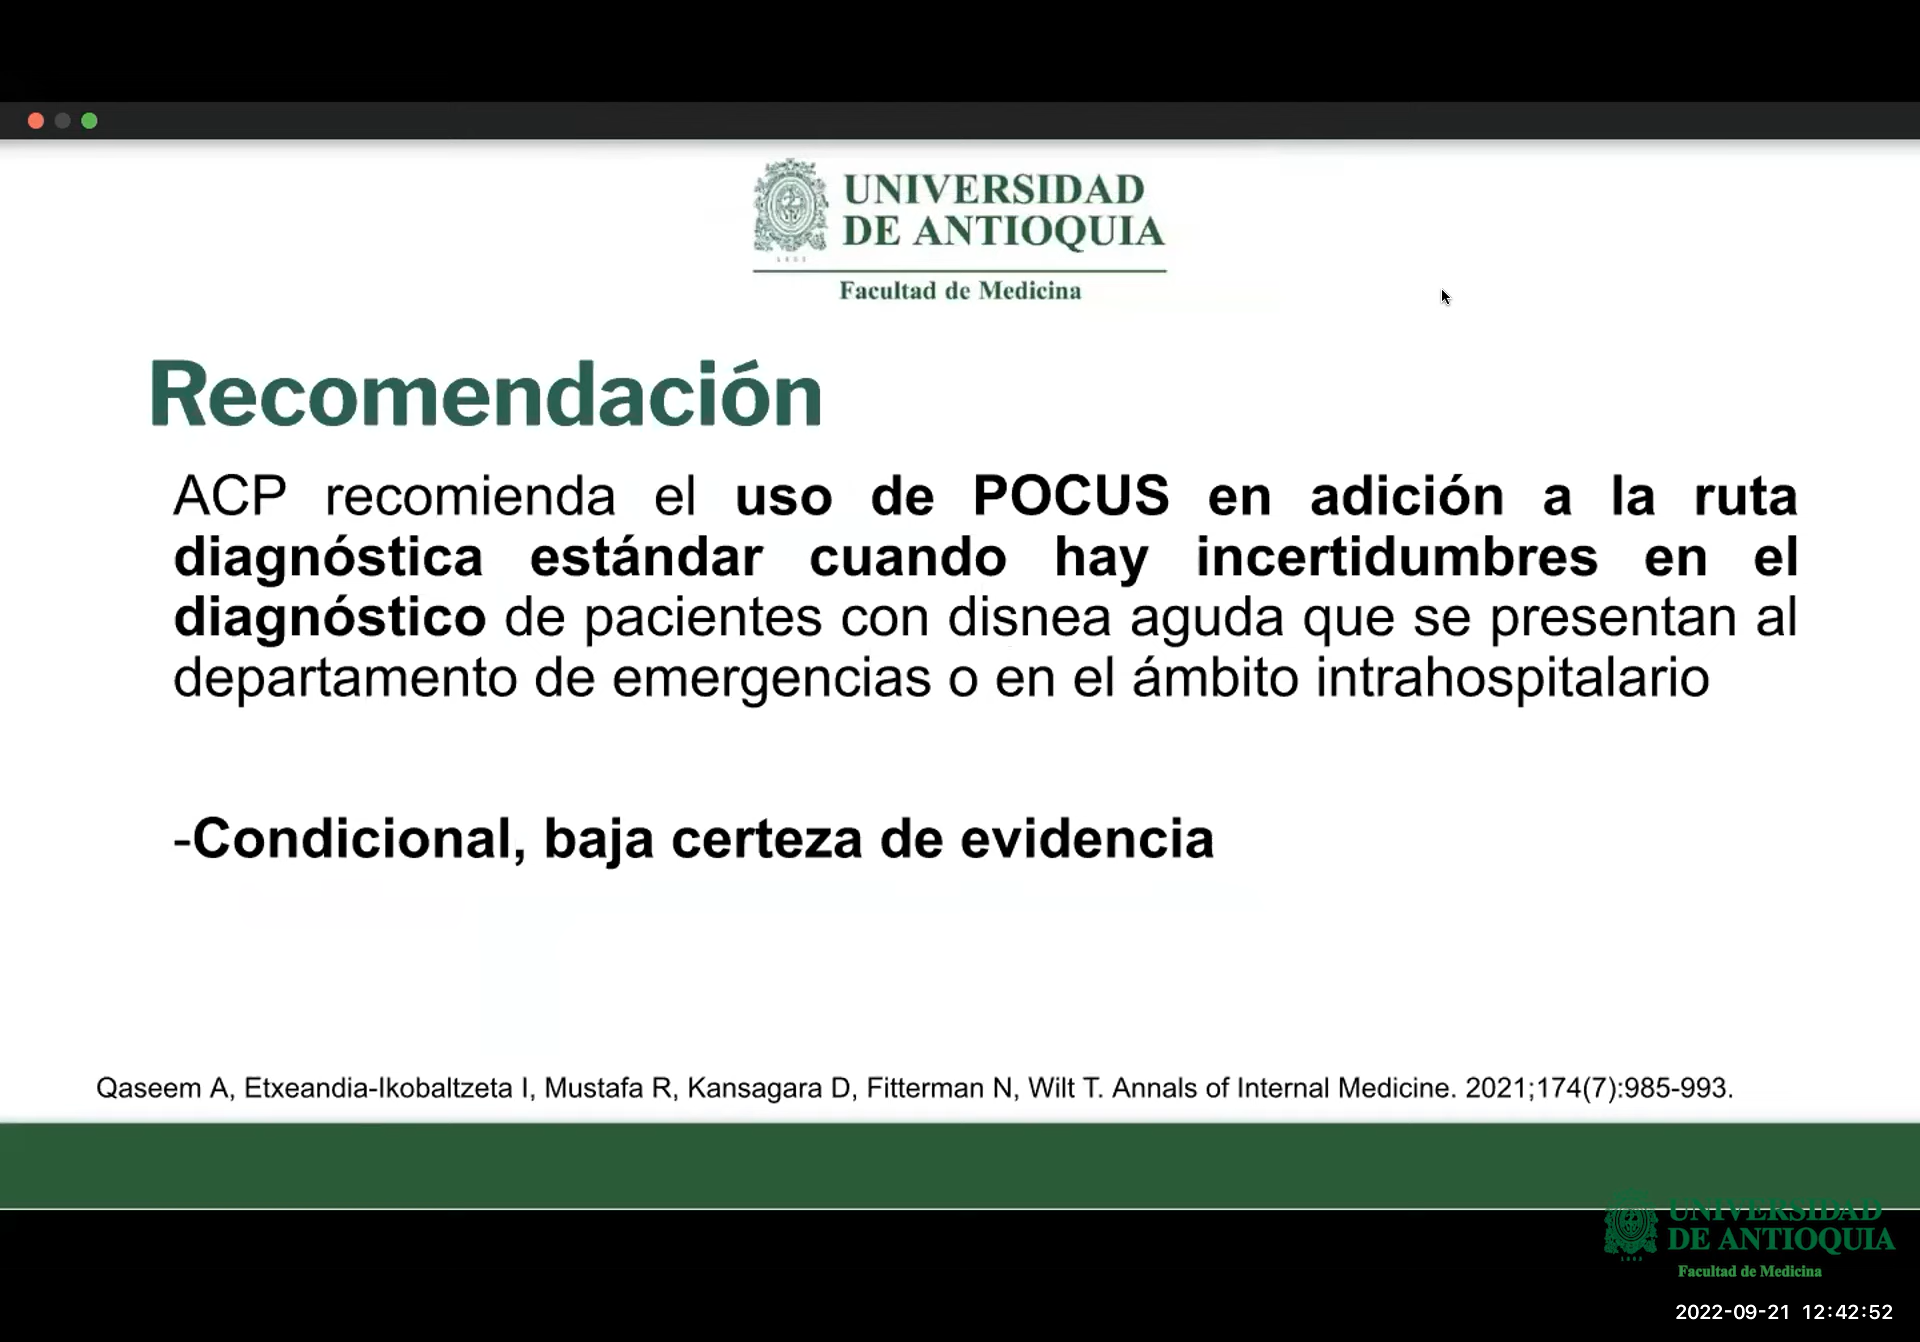 UNIVERSIDAD
DE ANTIOQUIA
1803
Facultad de Medicina
Recomendación
ACP recomienda el uso de POCUS en adición a la ruta
diagnóstica estándar cuando hay incertidumbres en el
diagnóstico de pacientes con disnea aguda que se presentan al
departamento de emergencias o en el ámbito intrahospitalario
-Condicional, baja certeza de evidencia
Qaseem A, Etxeandia-Ikobaltzeta I, Mustafa R, Kansagara D, Fitterman N, Wilt T. Annals of Internal Medicine. 2021;174(7):985-993.
UNIVERSIDAD
DE ANTIOQUIA
1803
Facultad de Medicina
2022-09-21 12:42:52